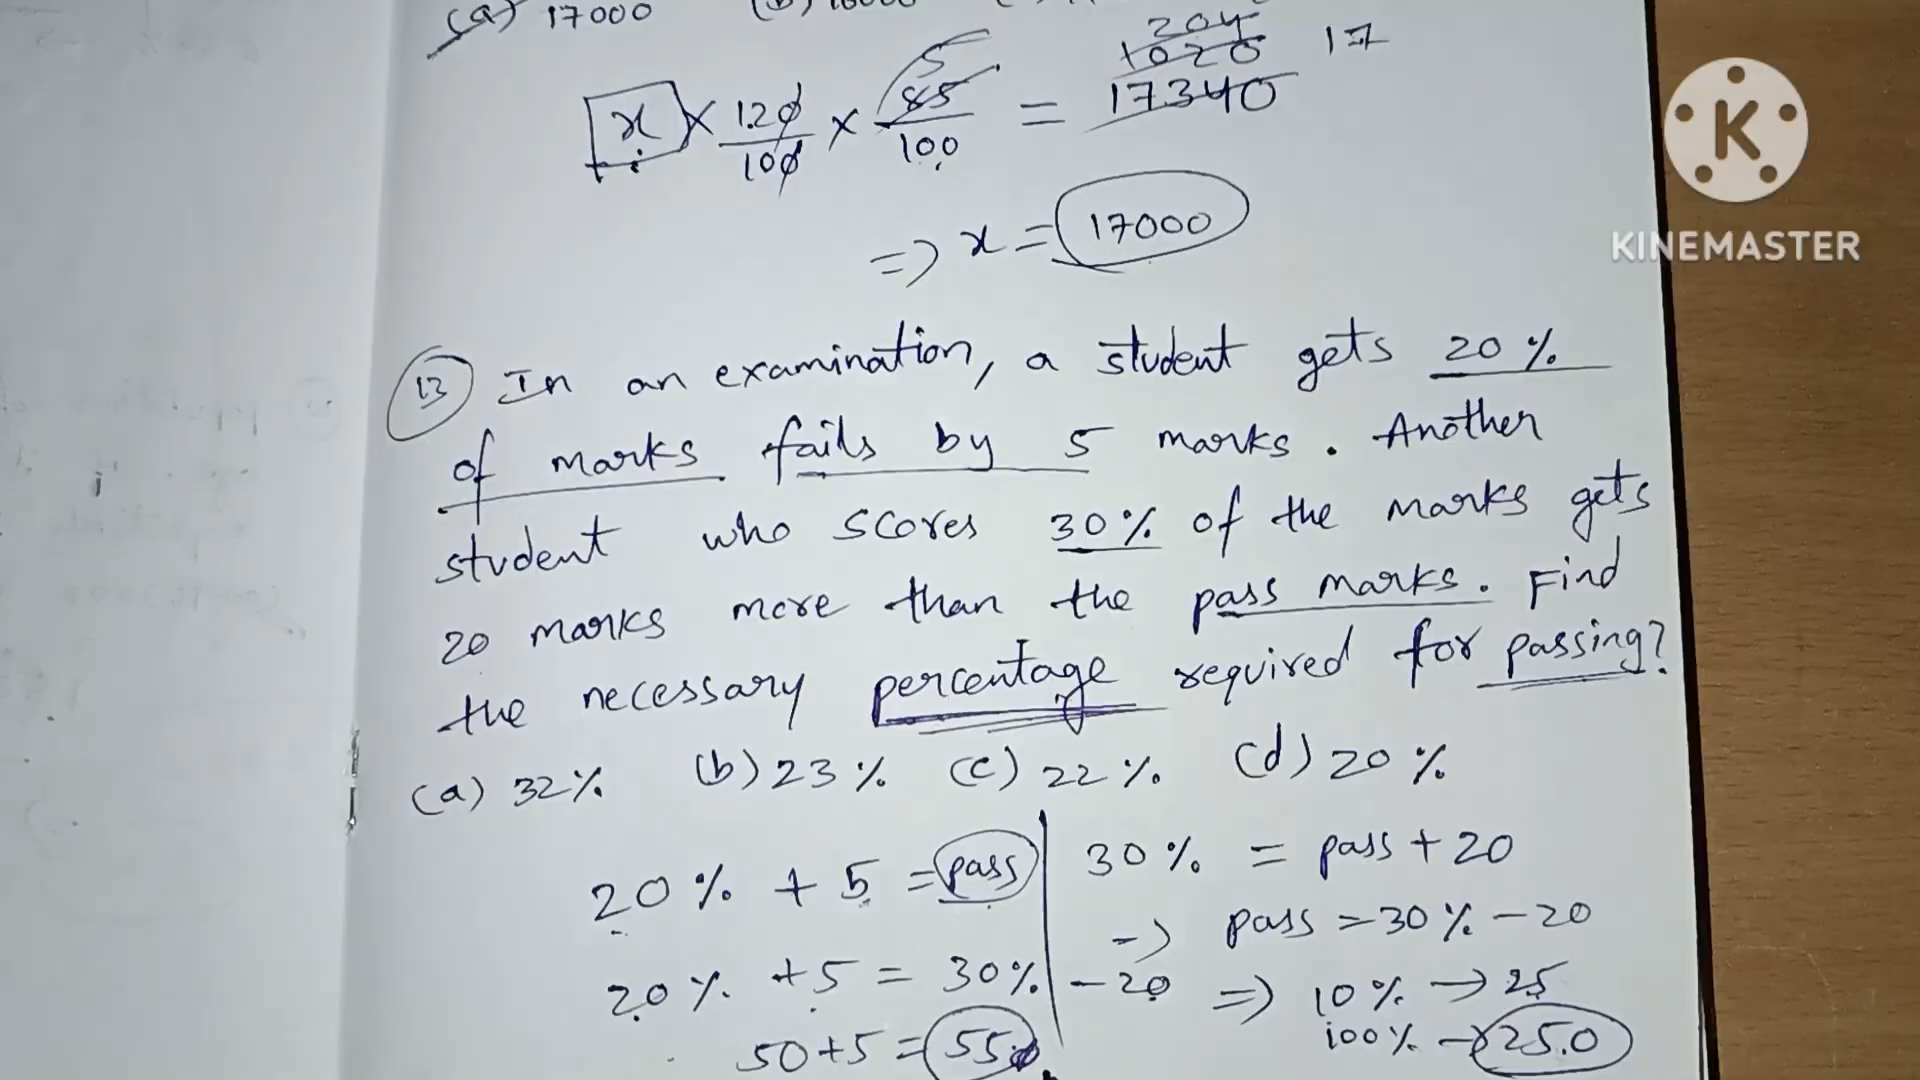 (a) 17000 (b)
204
1020 17
x × 120/100 × 85/100 = 17340
5
=> x = 17000
K
KINEMASTER
13 In an examination, a student gets 20%
of marks fails by 5 marks. Another
student who scores 30% of the marks gets
20 marks more than the pass marks. Find
the necessary percentage required for passing?
(a) 32% (b) 23% (c) 22% (d) 20%
20% + 5 = pass
20% + 5 = 30% - 20
50+5 = 55
30% = pass + 20
-> pass = 30% - 20
=> 10% -> 25
100% -> 250